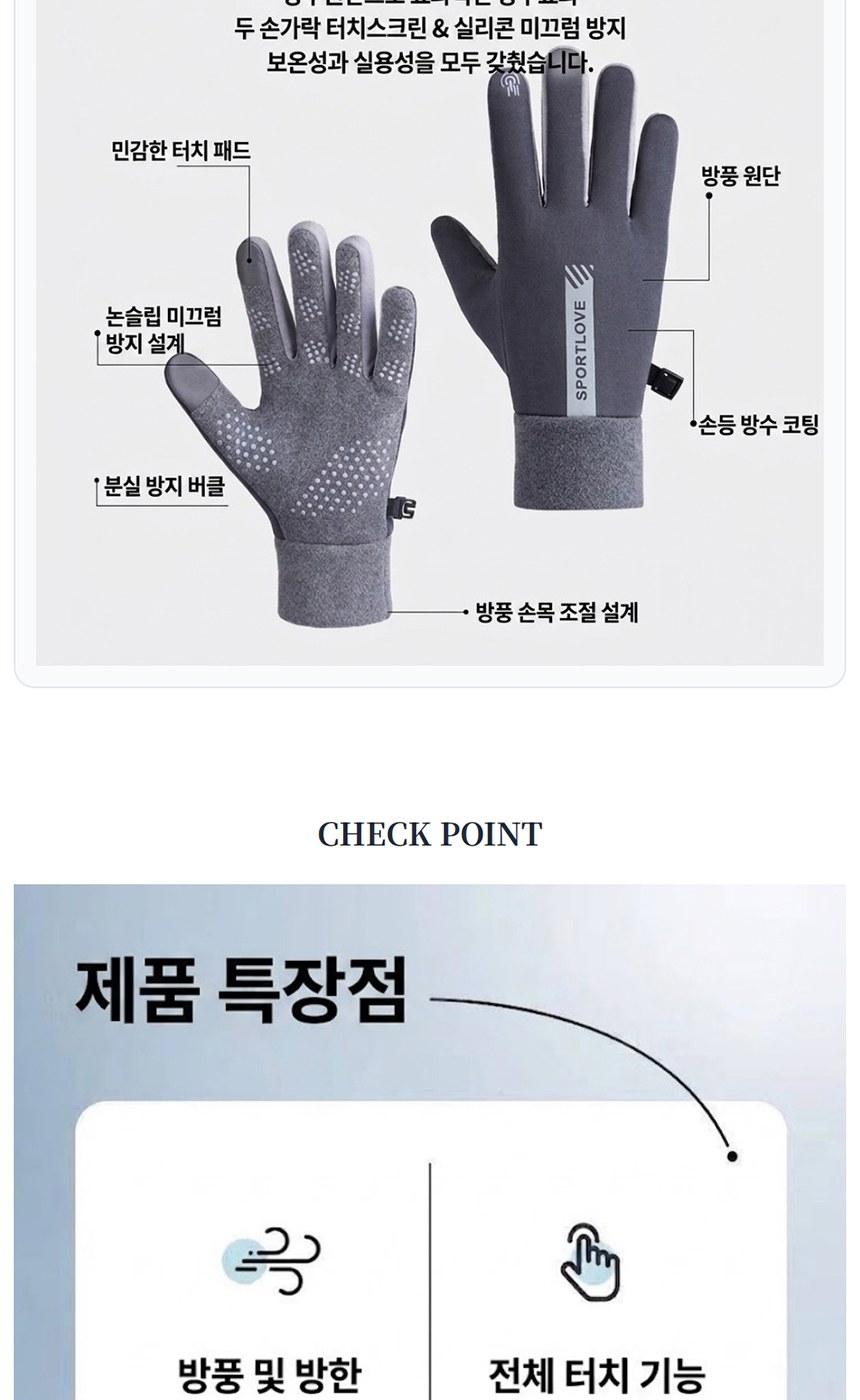 두 손가락 터치스크린 & 실리콘 미끄럼 방지
보온성과 실용성을 모두 갖췄습니다.
민감한 터치 패드
방풍 원단
논슬립 미끄럼
방지 설계
SPORTLOVE
손등 방수 코팅
분실 방지 버클
방풍 손목 조절 설계
CHECK POINT
제품 특장점
방풍 및 방한
전체 터치 기능